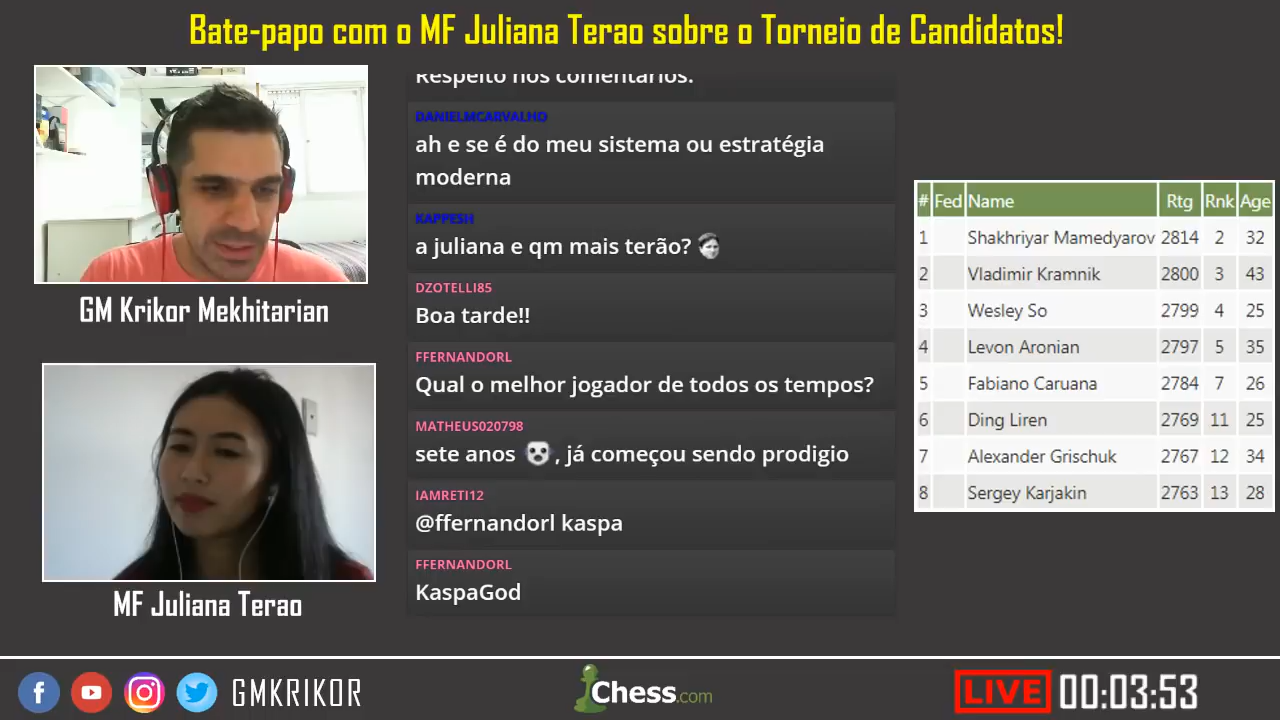 Bate-papo com o MF Juliana Terao sobre o Torneio de Candidatos!
GM Krikor Mekhitarian
MF Juliana Terao
Respeito nos comentários.
DANIELMCARVALHO
ah e se é do meu sistema ou estratégia
moderna
KAPPESH
a juliana e qm mais terão?
DZOTELLI85
Boa tarde!!
FFERNANDORL
Qual o melhor jogador de todos os tempos?
MATHEUS020798
sete anos , já começou sendo prodigio
IAMRETI12
@ffernandorl kaspa
FFERNANDORL
KaspaGod
# Fed Name Rtg Rnk Age
1 Shakhriyar Mamedyarov 2814 2 32
2 Vladimir Kramnik 2800 3 43
3 Wesley So 2799 4 25
4 Levon Aronian 2797 5 35
5 Fabiano Caruana 2784 7 26
6 Ding Liren 2769 11 25
7 Alexander Grischuk 2767 12 34
8 Sergey Karjakin 2763 13 28
GMKRIKOR
Chess.com
LIVE 00:03:53